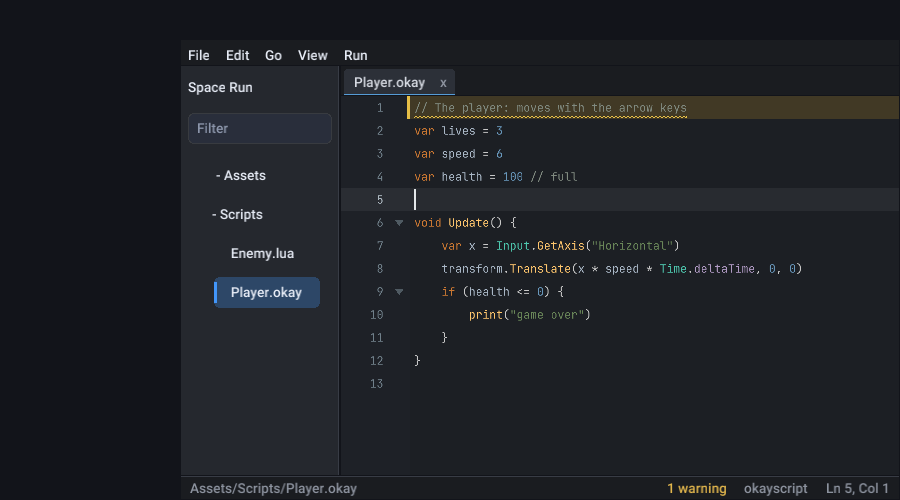 File Edit Go View Run
Space Run
Player.okay x
Filter
- Assets
- Scripts
Enemy.lua
Player.okay
1 // The player: moves with the arrow keys
2 var lives = 3
3 var speed = 6
4 var health = 100 // full
5
6 void Update() {
7 var x = Input.GetAxis("Horizontal")
8 transform.Translate(x * speed * Time.deltaTime, 0, 0)
9 if (health <= 0) {
10 print("game over")
11 }
12 }
13
Assets/Scripts/Player.okay 1 warning okayscript Ln 5, Col 1